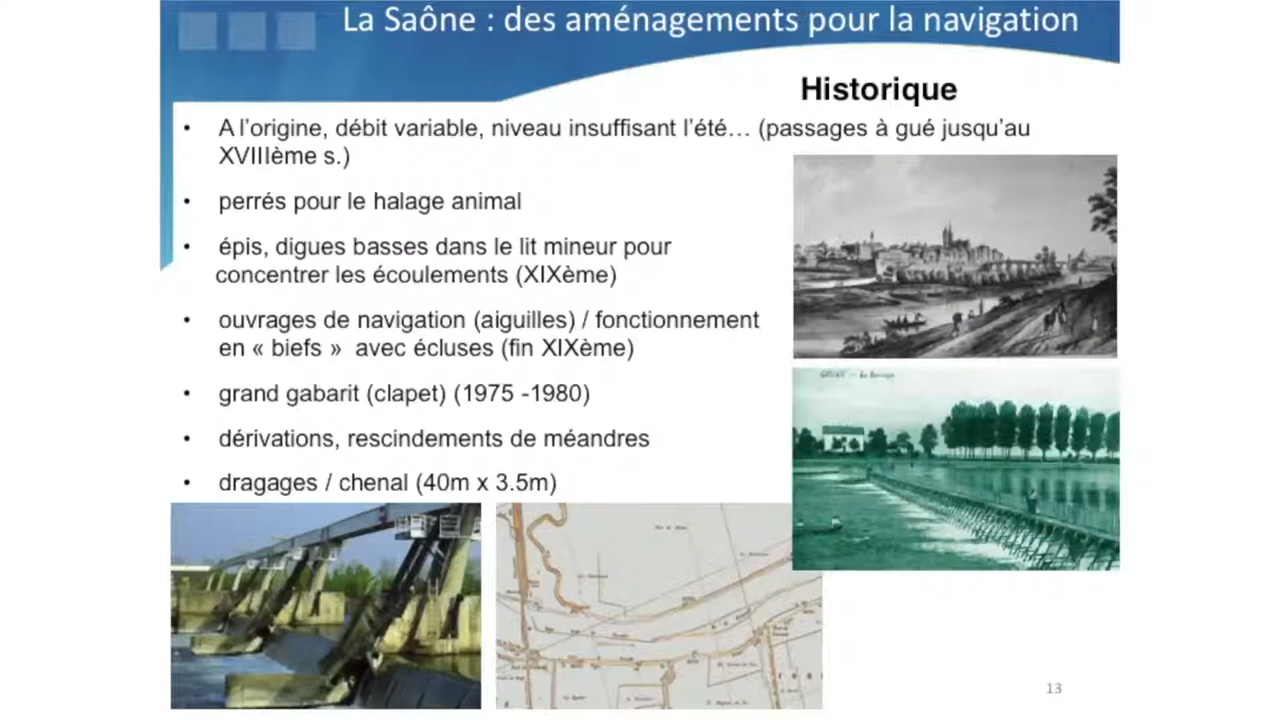 La Saône : des aménagements pour la navigation
Historique
• A l’origine, débit variable, niveau insuffisant l’été… (passages à gué jusqu’au
XVIIIème s.)
• perrés pour le halage animal
• épis, digues basses dans le lit mineur pour
concentrer les écoulements (XIXème)
• ouvrages de navigation (aiguilles) / fonctionnement
en « biefs » avec écluses (fin XIXème)
• grand gabarit (clapet) (1975 -1980)
• dérivations, rescindements de méandres
• dragages / chenal (40m x 3.5m)
13